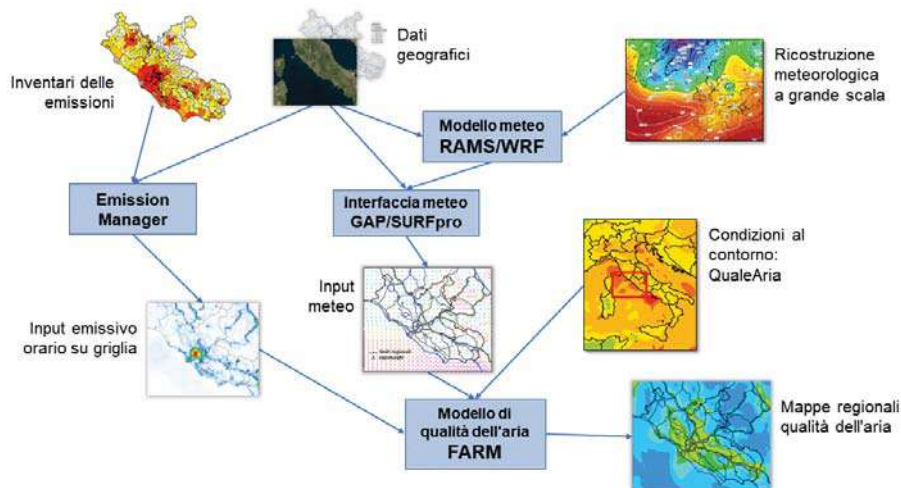 Inventari delle
emissioni
Dati
geografici
Ricostruzione
meteorologica
a grande scala
Modello meteo
RAMS/WRF
Emission
Manager
Interfaccia meteo
GAP/SURFpro
Condizioni al
contorno:
QualeAria
Input
meteo
Input emissivo
orario su griglia
Modello di
qualità dell'aria
FARM
Mappe regionali
qualità dell'aria